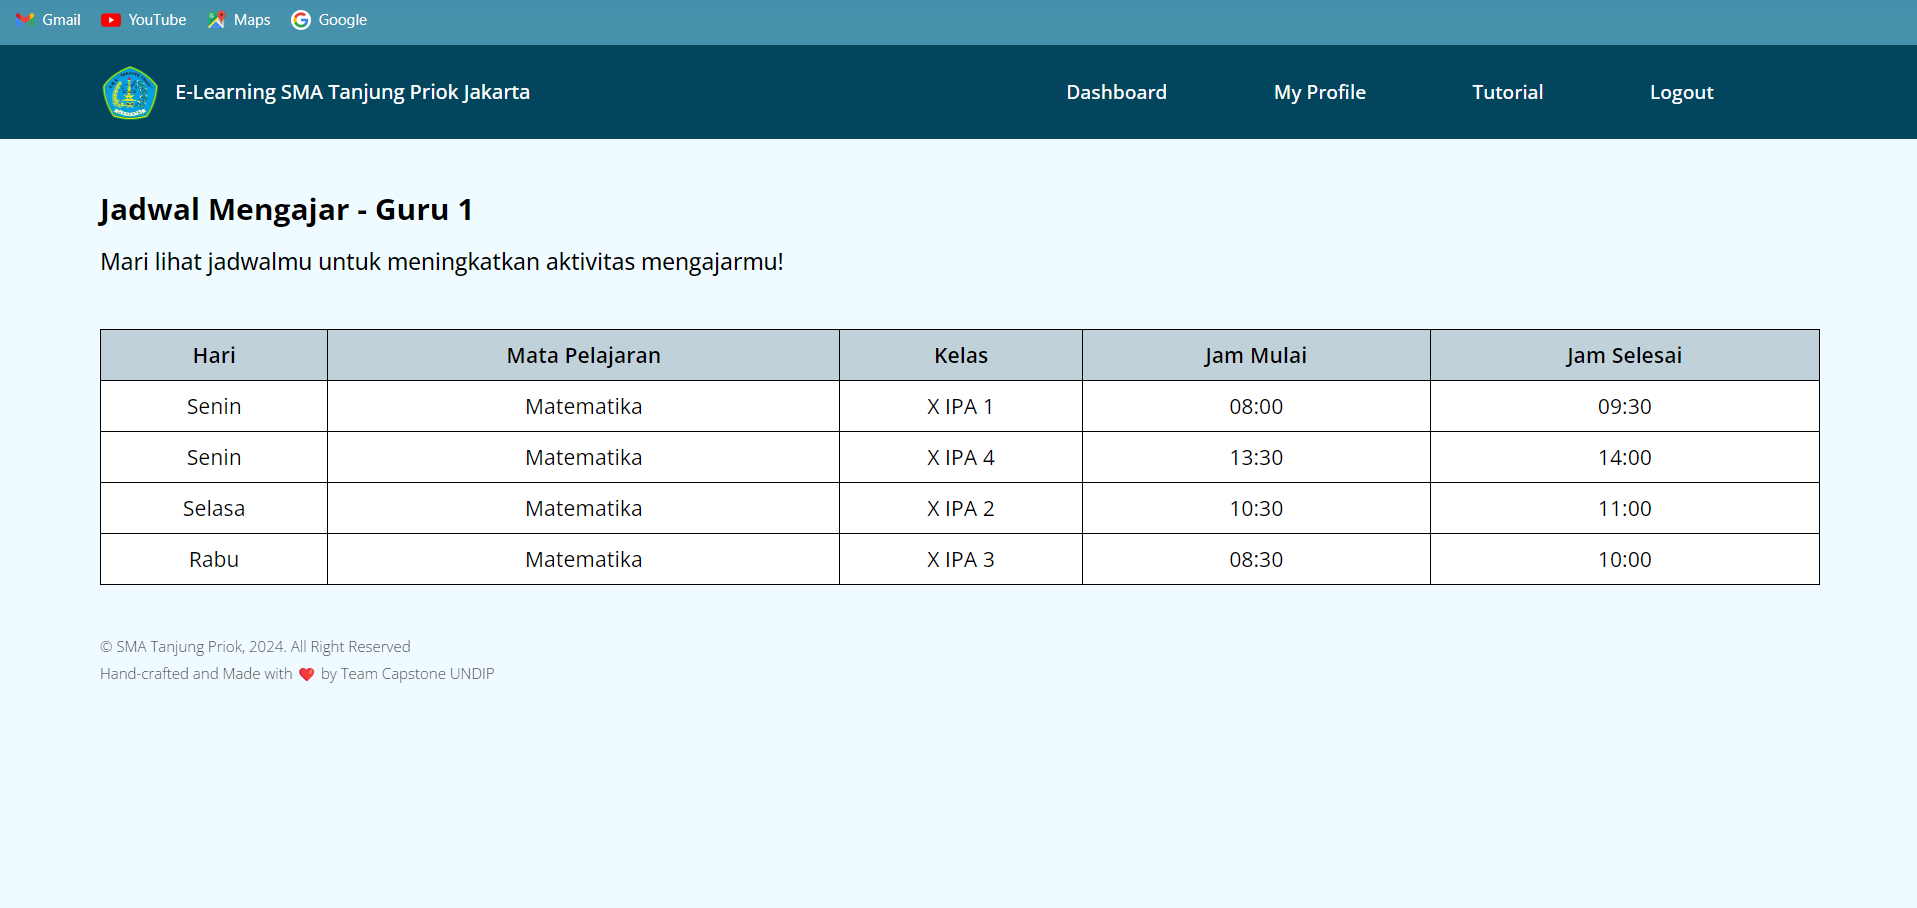 Gmail YouTube Maps Google
E-Learning SMA Tanjung Priok Jakarta Dashboard My Profile Tutorial Logout
Jadwal Mengajar - Guru 1
Mari lihat jadwalmu untuk meningkatkan aktivitas mengajarmu!
Hari Mata Pelajaran Kelas Jam Mulai Jam Selesai
Senin Matematika X IPA 1 08:00 09:30
Senin Matematika X IPA 4 13:30 14:00
Selasa Matematika X IPA 2 10:30 11:00
Rabu Matematika X IPA 3 08:30 10:00
© SMA Tanjung Priok, 2024. All Right Reserved
Hand-crafted and Made with ❤️ by Team Capstone UNDIP